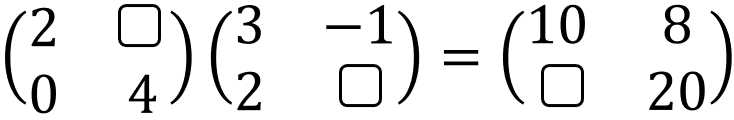 (2 □) (3 −1) = (10 8)
(0 4) (2 □) (□ 20)